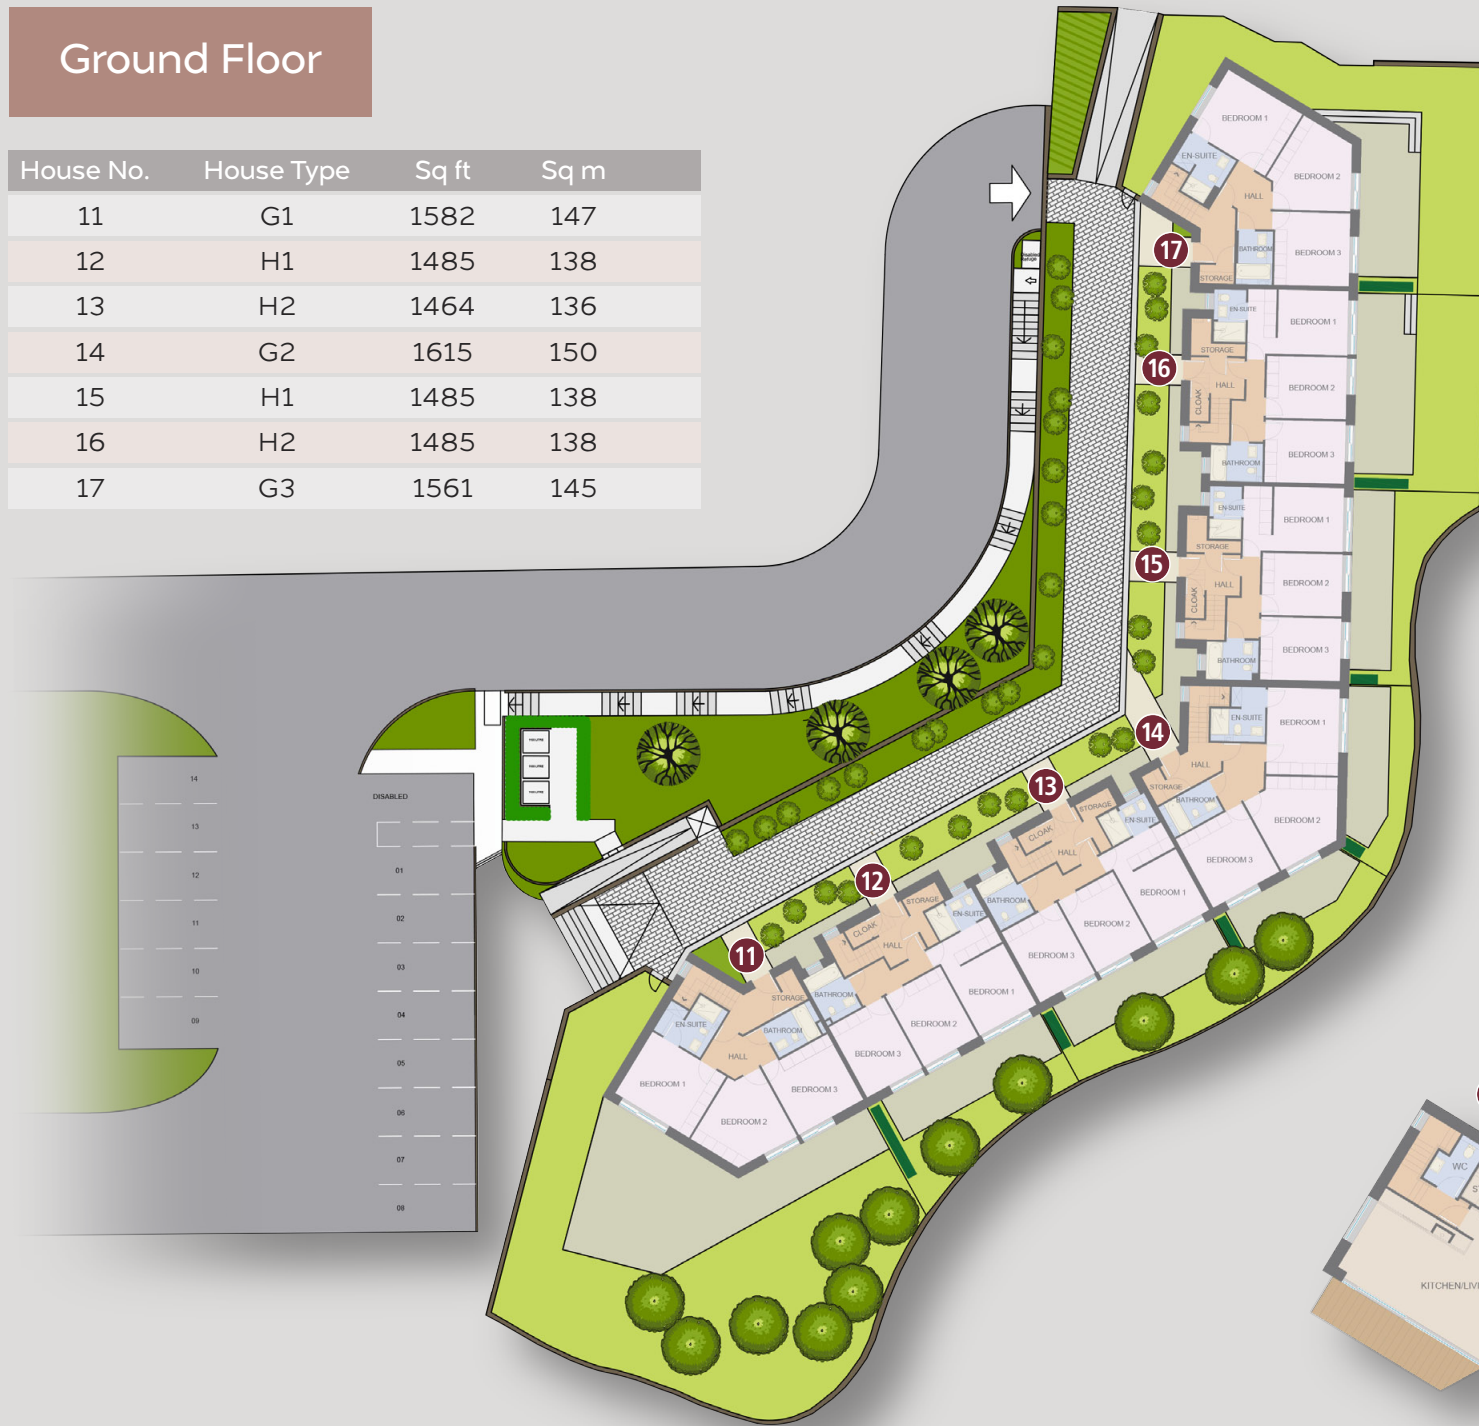 Ground Floor
House No. House Type Sq ft Sq m
11 G1 1582 147
12 H1 1485 138
13 H2 1464 136
14 G2 1615 150
15 H1 1485 138
16 H2 1485 138
17 G3 1561 145
BEDROOM 1
EN-SUITE
BEDROOM 2
HALL
BATHROOM
BEDROOM 3
STORAGE
17
EN-SUITE
BEDROOM 1
STORAGE
16
HALL
BEDROOM 2
CLOAK
BATHROOM
BEDROOM 3
EN-SUITE
BEDROOM 1
STORAGE
15
HALL
BEDROOM 2
CLOAK
BATHROOM
BEDROOM 3
EN-SUITE
BEDROOM 1
14
HALL
STORAGE
BATHROOM
BEDROOM 2
BEDROOM 3
13
STORAGE
CLOAK
EN-SUITE
HALL
BATHROOM
BEDROOM 1
BEDROOM 2
BEDROOM 3
12
STORAGE
CLOAK
EN-SUITE
HALL
BATHROOM
BEDROOM 1
BEDROOM 2
BEDROOM 3
11
STORAGE
EN-SUITE
BATHROOM
HALL
BEDROOM 1
BEDROOM 3
BEDROOM 2
14
13
12
11
10
09
DISABLED
01
02
03
04
05
06
07
08
WC
KITCHEN/LIVI